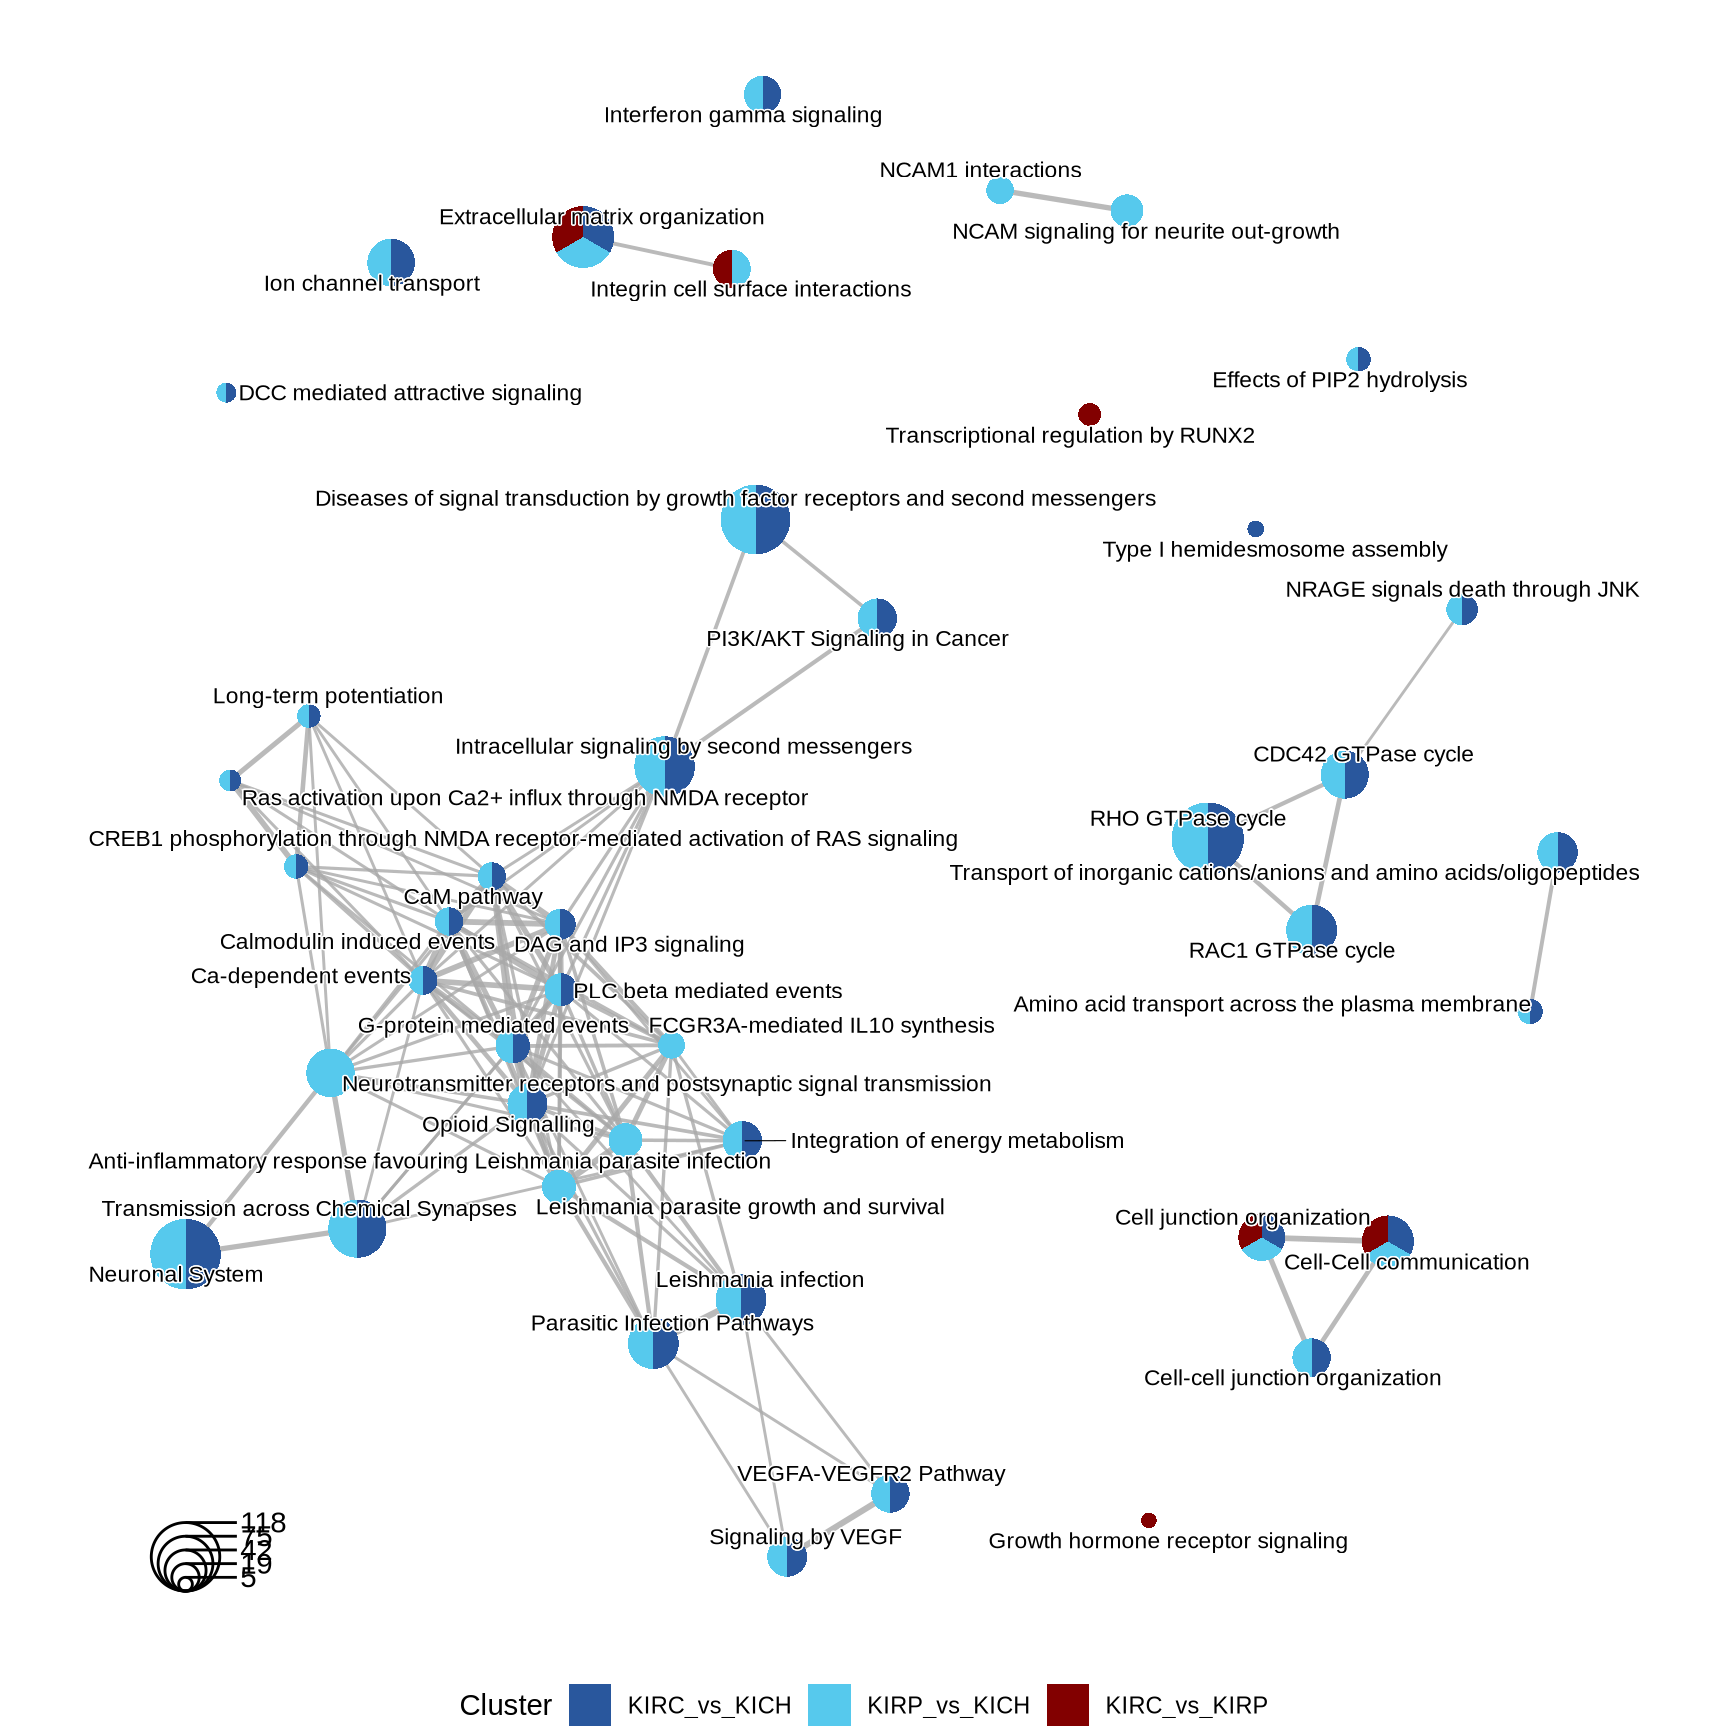 Interferon gamma signaling
NCAM1 interactions
Extracellular matrix organization
NCAM signaling for neurite out-growth
Ion channel transport
Integrin cell surface interactions
Effects of PIP2 hydrolysis
DCC mediated attractive signaling
Transcriptional regulation by RUNX2
Diseases of signal transduction by growth factor receptors and second messengers
Type I hemidesmosome assembly
NRAGE signals death through JNK
PI3K/AKT Signaling in Cancer
Long-term potentiation
Intracellular signaling by second messengers
CDC42 GTPase cycle
Ras activation upon Ca2+ influx through NMDA receptor
RHO GTPase cycle
CREB1 phosphorylation through NMDA receptor-mediated activation of RAS signaling
Transport of inorganic cations/anions and amino acids/oligopeptides
CaM pathway
Calmodulin induced events
DAG and IP3 signaling
RAC1 GTPase cycle
Ca-dependent events
PLC beta mediated events
Amino acid transport across the plasma membrane
G-protein mediated events
FCGR3A-mediated IL10 synthesis
Neurotransmitter receptors and postsynaptic signal transmission
Opioid Signalling
Integration of energy metabolism
Anti-inflammatory response favouring Leishmania parasite infection
Transmission across Chemical Synapses
Leishmania parasite growth and survival
Cell junction organization
Cell-Cell communication
Neuronal System
Leishmania infection
Parasitic Infection Pathways
Cell-cell junction organization
VEGFA-VEGFR2 Pathway
Signaling by VEGF
Growth hormone receptor signaling
118
75
42
19
5
Cluster KIRC_vs_KICH KIRP_vs_KICH KIRC_vs_KIRP